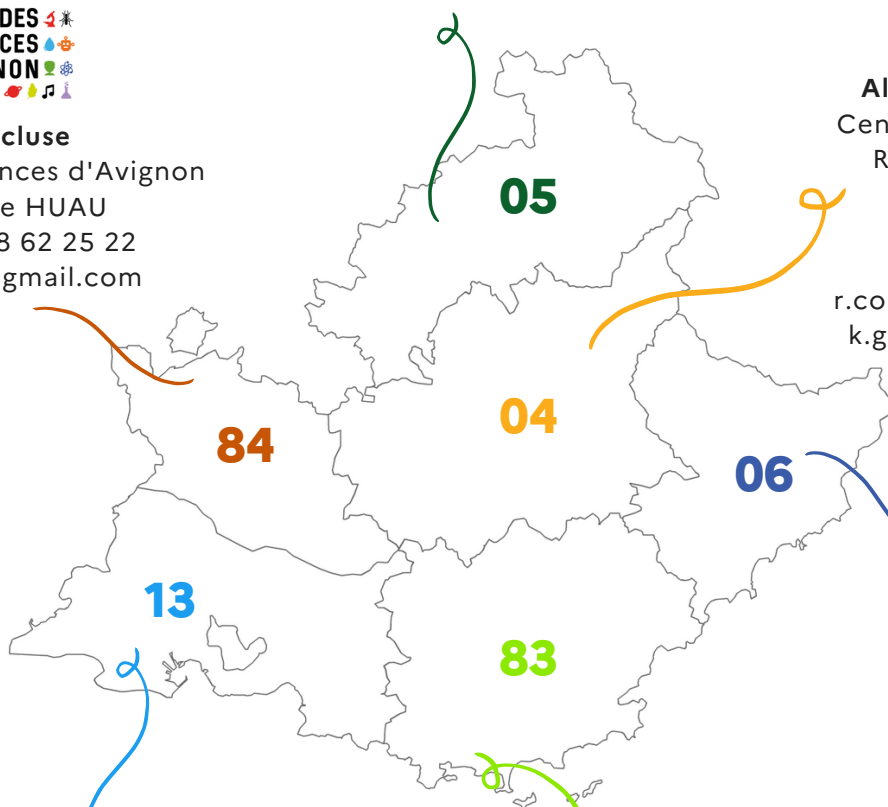 DES
CES
NON
cluse
nces d'Avignon
e HUAU
8 62 25 22
gmail.com
Al
Cen
R
r.co
k.g
05
04
84
06
13
83